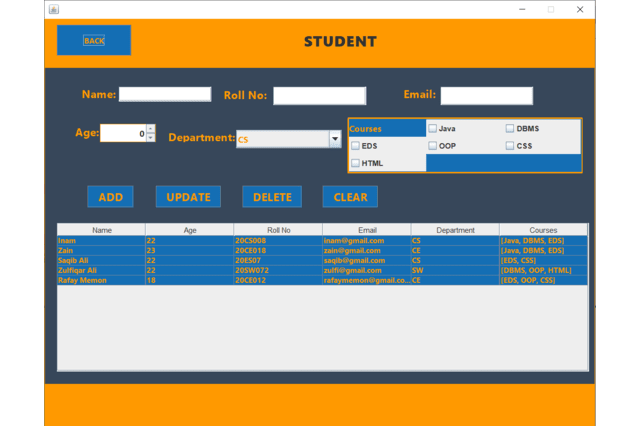 BACK
STUDENT
Name:
Roll No:
Email:
Age: 0
Department: CS
Courses Java DBMS
EDS OOP CSS
HTML
ADD UPDATE DELETE CLEAR
Name Age Roll No Email Department Courses
Inam 22 20CS008 inam@gmail.com CS [Java, DBMS, EDS]
Zain 23 20CE018 zain@gmail.com CE [Java, DBMS, EDS]
Saqib Ali 22 20ES07 saqib@gmail.com CS [EDS, CSS]
Zulfiqar Ali 22 20SW072 zulfi@gmail.com SW [DBMS, OOP, HTML]
Rafay Memon 18 20CE012 rafaymemon@gmail.co... CE [EDS, OOP, CSS]